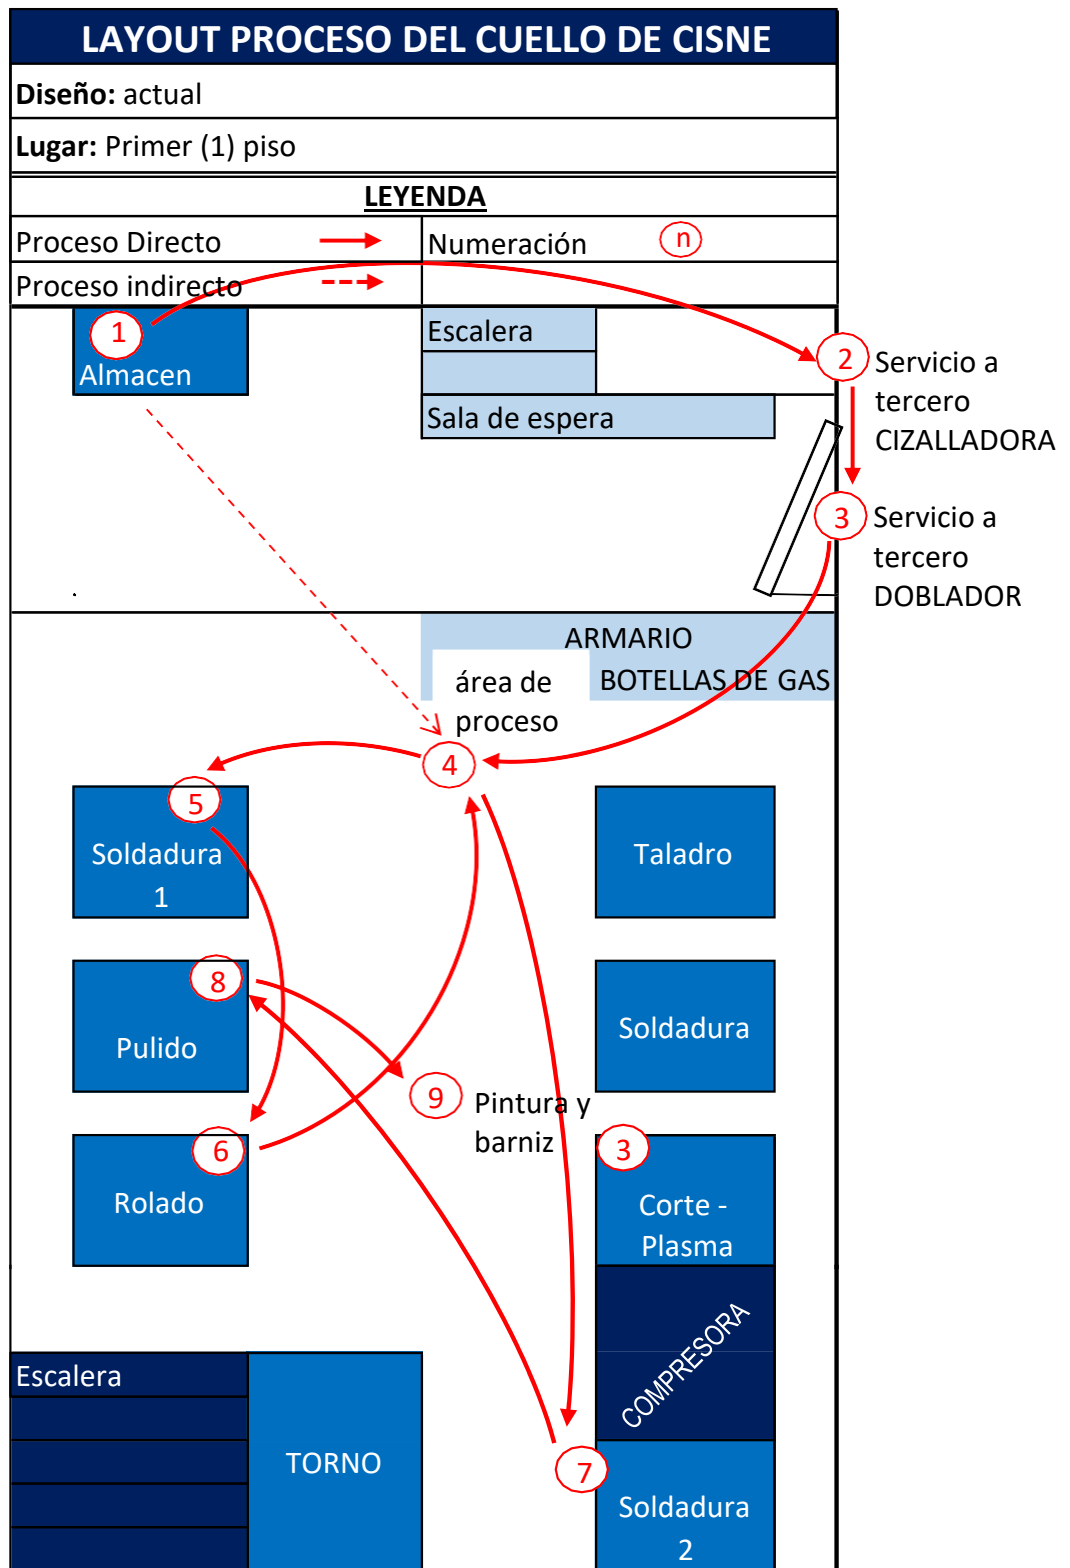 LAYOUT PROCESO DEL CUELLO DE CISNE
Diseño: actual
Lugar: Primer (1) piso
LEYENDA
Proceso Directo
Numeración
n
Proceso indirecto
1
Almacen
Escalera
Sala de espera
2
Servicio a
tercero
CIZALLADORA
3
Servicio a
tercero
DOBLADOR
ARMARIO
BOTELLAS DE GAS
área de
proceso
4
5
Soldadura
1
Taladro
8
Pulido
Soldadura
9
Pintura y
barniz
6
Rolado
3
Corte -
Plasma
COMPRESORA
Escalera
TORNO
7
Soldadura
2